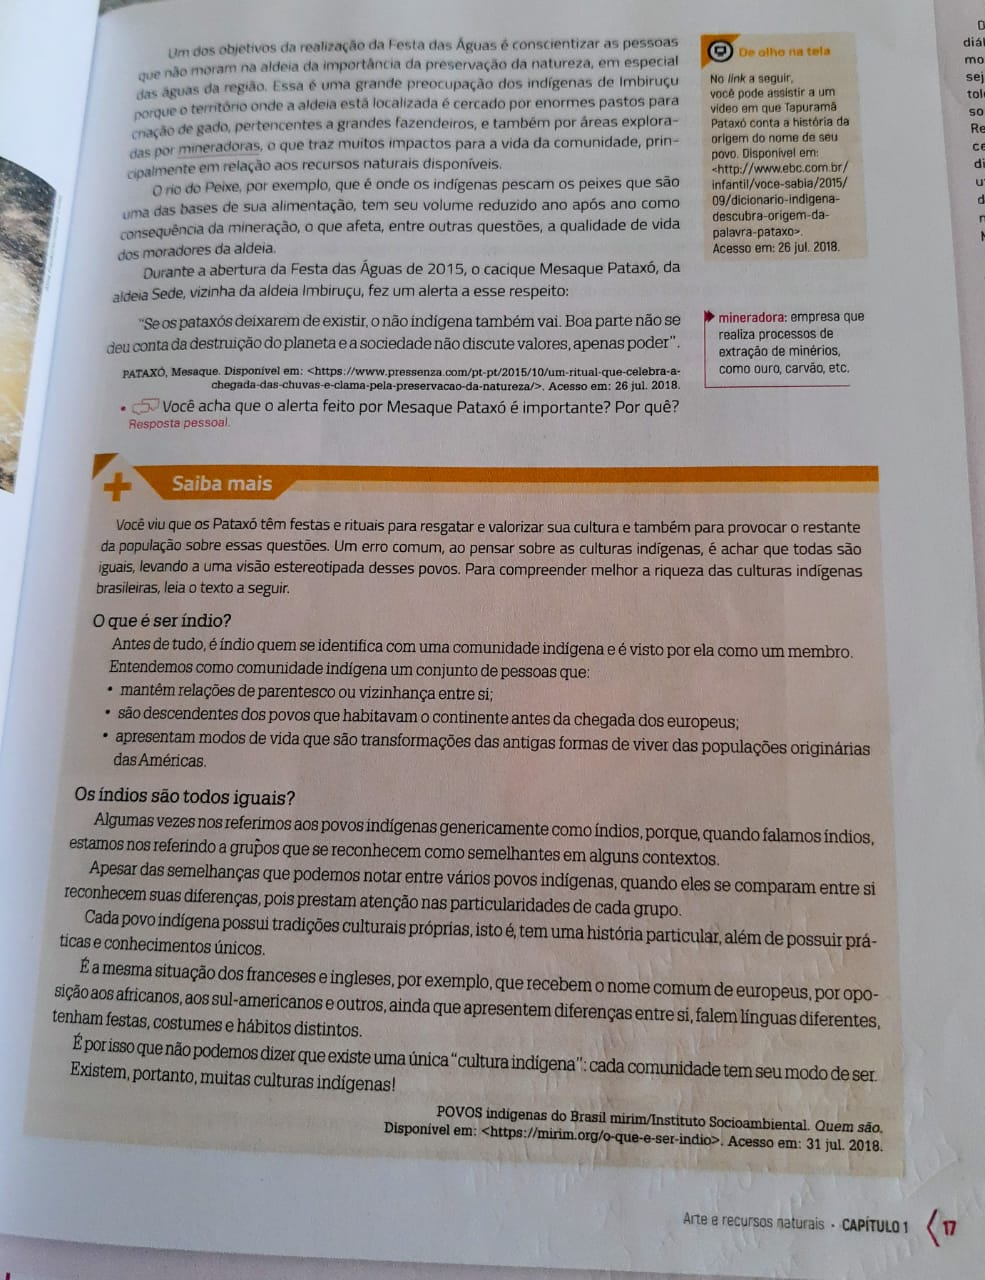 Um dos objetivos da realização da Festa das Águas é conscientizar as pessoas
que não moram na aldeia da importância da preservação da natureza, em especial
das águas da região. Essa é uma grande preocupação dos indígenas de Imbiruçu
porque o território onde a aldeia está localizada é cercado por enormes pastos para
criação de gado, pertencentes a grandes fazendeiros, e também por áreas explora-
das por mineradoras, o que traz muitos impactos para a vida da comunidade, prin-
cipalmente em relação aos recursos naturais disponíveis.
O rio do Peixe, por exemplo, que é onde os indígenas pescam os peixes que são
uma das bases de sua alimentação, tem seu volume reduzido ano após ano como
consequência da mineração, o que afeta, entre outras questões, a qualidade de vida
dos moradores da aldeia.
Durante a abertura da Festa das Águas de 2015, o cacique Mesaque Pataxó, da
aldeia Sede, vizinha da aldeia Imbiruçu, fez um alerta a esse respeito:
"Se os pataxós deixarem de existir, o não indígena também vai. Boa parte não se
deu conta da destruição do planeta e a sociedade não discute valores, apenas poder".
PATAXÓ, Mesaque. Disponível em: <https://www.pressenza.com/pt-pt/2015/10/um-ritual-que-celebra-a-
chegada-das-chuvas-e-clama-pela-preservacao-da-natureza/>. Acesso em: 26 jul. 2018.
• Você acha que o alerta feito por Mesaque Pataxó é importante? Por quê?
Resposta pessoal.
De olho na tela
No link a seguir,
você pode assistir a um
vídeo em que Tapuramã
Pataxó conta a história da
origem do nome de seu
povo. Disponível em:
<http://www.ebc.com.br/
infantil/voce-sabia/2015/
09/dicionario-indigena-
descubra-origem-da-
palavra-pataxo>.
Acesso em: 26 jul. 2018.
mineradora: empresa que
realiza processos de
extração de minérios,
como ouro, carvão, etc.
+ Saiba mais
Você viu que os Pataxó têm festas e rituais para resgatar e valorizar sua cultura e também para provocar o restante
da população sobre essas questões. Um erro comum, ao pensar sobre as culturas indígenas, é achar que todas são
iguais, levando a uma visão estereotipada desses povos. Para compreender melhor a riqueza das culturas indígenas
brasileiras, leia o texto a seguir.
O que é ser índio?
Antes de tudo, é índio quem se identifica com uma comunidade indígena e é visto por ela como um membro.
Entendemos como comunidade indígena um conjunto de pessoas que:
• mantêm relações de parentesco ou vizinhança entre si;
• são descendentes dos povos que habitavam o continente antes da chegada dos europeus;
• apresentam modos de vida que são transformações das antigas formas de viver das populações originárias
das Américas.
Os índios são todos iguais?
Algumas vezes nos referimos aos povos indígenas genericamente como índios, porque, quando falamos índios,
estamos nos referindo a grupos que se reconhecem como semelhantes em alguns contextos.
Apesar das semelhanças que podemos notar entre vários povos indígenas, quando eles se comparam entre si
reconhecem suas diferenças, pois prestam atenção nas particularidades de cada grupo.
Cada povo indígena possui tradições culturais próprias, isto é, tem uma história particular, além de possuir prá-
ticas e conhecimentos únicos.
É a mesma situação dos franceses e ingleses, por exemplo, que recebem o nome comum de europeus, por opo-
sição aos africanos, aos sul-americanos e outros, ainda que apresentem diferenças entre si, falem línguas diferentes,
tenham festas, costumes e hábitos distintos.
É por isso que não podemos dizer que existe uma única "cultura indígena": cada comunidade tem seu modo de ser.
Existem, portanto, muitas culturas indígenas!
POVOS indígenas do Brasil mirim/Instituto Socioambiental. Quem são.
Disponível em: <https://mirim.org/o-que-e-ser-indio>. Acesso em: 31 jul. 2018.
Arte e recursos naturais • CAPÍTULO 1 17